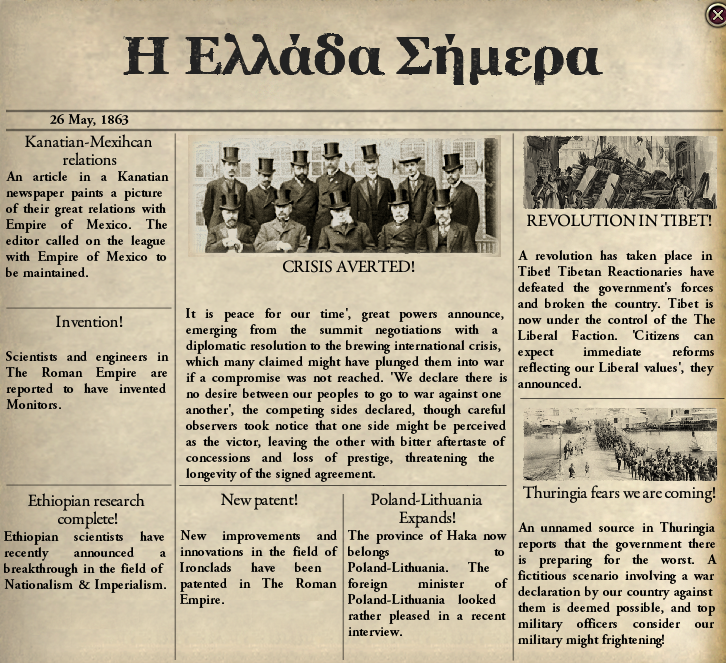 Η Ελλάδα Σήμερα
26 May, 1863
Kanatian-Mexihcan
relations
An article in a Kanatian
newspaper paints a picture
of their great relations with
Empire of Mexico. The
editor called on the league
with Empire of Mexico to
be maintained.
Invention!
Scientists and engineers in
The Roman Empire are
reported to have invented
Monitors.
Ethiopian research
complete!
Ethiopian scientists have
recently announced a
breakthrough in the field of
Nationalism & Imperialism.
CRISIS AVERTED!
It is peace for our time', great powers announce,
emerging from the summit negotiations with a
diplomatic resolution to the brewing international crisis,
which many claimed might have plunged them into war
if a compromise was not reached. 'We declare there is
no desire between our peoples to go to war against one
another', the competing sides declared, though careful
observers took notice that one side might be perceived
as the victor, leaving the other with bitter aftertaste of
concessions and loss of prestige, threatening the
longevity of the signed agreement.
New patent!
New improvements and
innovations in the field of
Ironclads have been
patented in The Roman
Empire.
Poland-Lithuania
Expands!
The province of Haka now
belongs to
Poland-Lithuania. The
foreign minister of
Poland-Lithuania looked
rather pleased in a recent
interview.
REVOLUTION IN TIBET!
A revolution has taken place in
Tibet! Tibetan Reactionaries have
defeated the government's forces
and broken the country. Tibet is
now under the control of the The
Liberal Faction. 'Citizens can
expect immediate reforms
reflecting our Liberal values', they
announced.
Thuringia fears we are coming!
An unnamed source in Thuringia
reports that the government there
is preparing for the worst. A
fictitious scenario involving a war
declaration by our country against
them is deemed possible, and top
military officers consider our
military might frightening!